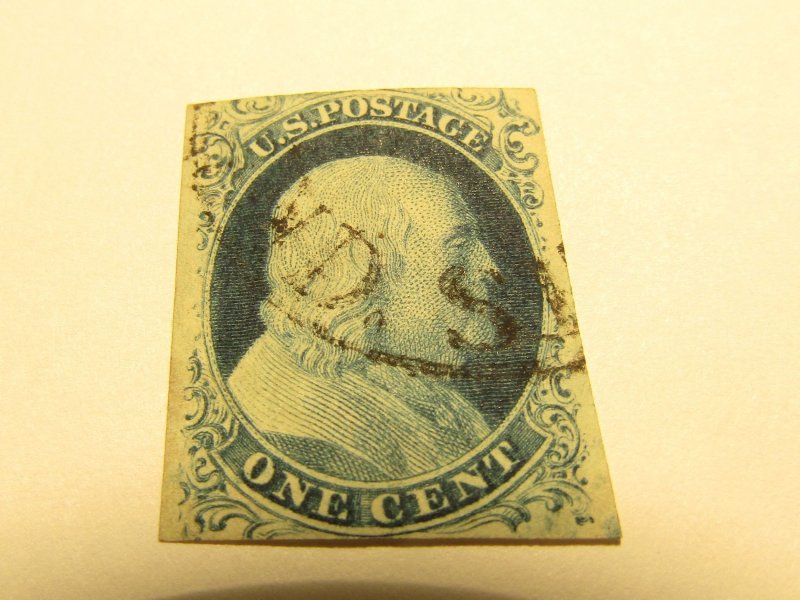 U.S. POSTAGE
D. S
ONE CENT